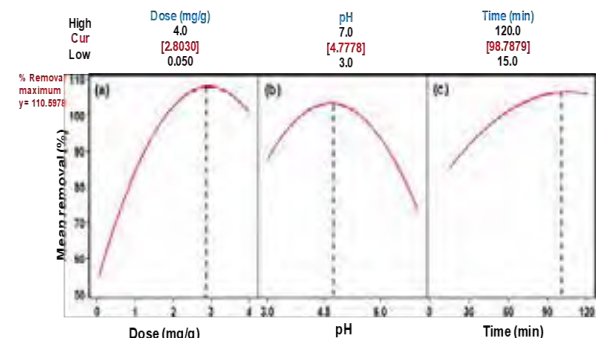 Dose (mg/g) pH Time (min)
High 4.0 7.0 120.0
Cur [2.8030] [4.7778] [98.7879]
Low 0.050 3.0 15.0
% Remova
maximum
y= 110.5978
(a) (b) (c)
110
100
90
80
70
60
50
Mean removal (%)
0 1 2 3 4 3.0 4.5 6.0 30 60 90 120
Dose (mg/g) pH Time (min)